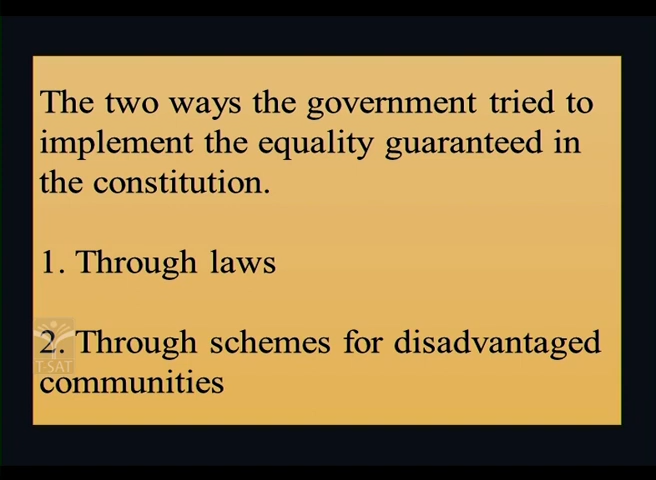 The two ways the government tried to
implement the equality guaranteed in
the constitution.
1. Through laws
2. Through schemes for disadvantaged
T-SAT
communities